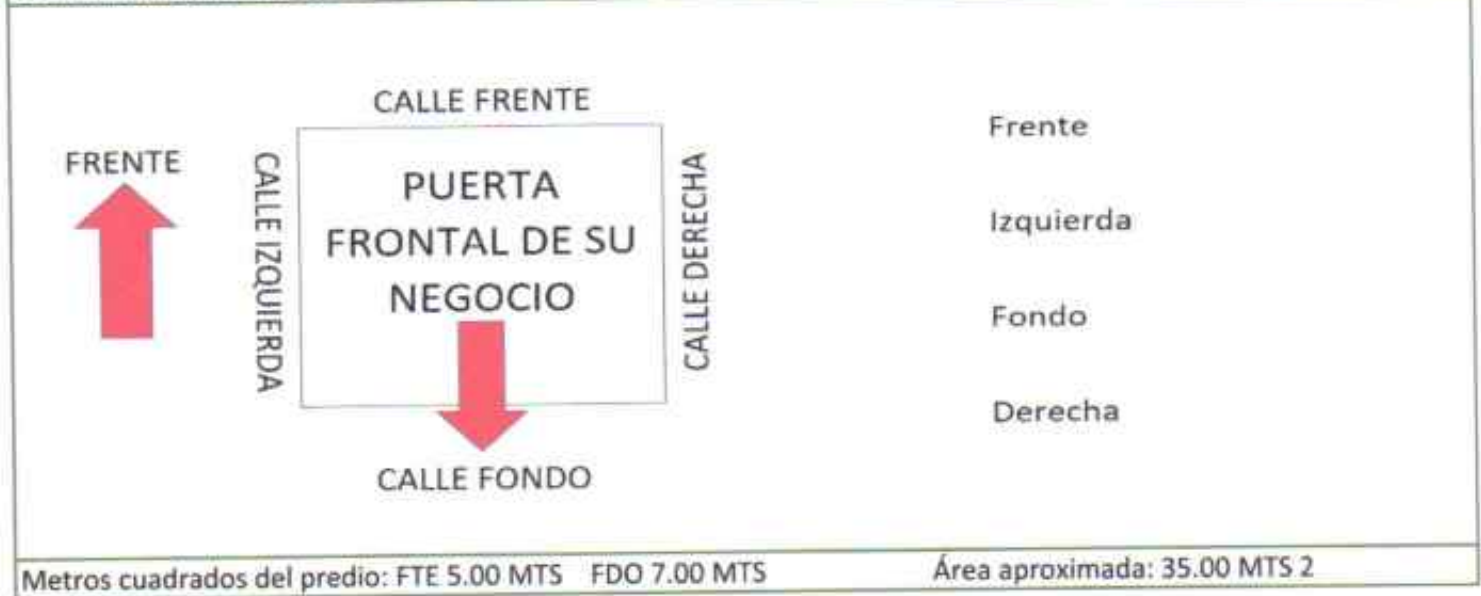 CALLE FRENTE
FRENTE
CALLE IZQUIERDA
PUERTA
FRONTAL DE SU
NEGOCIO
CALLE DERECHA
CALLE FONDO
Frente
Izquierda
Fondo
Derecha
Metros cuadrados del predio: FTE 5.00 MTS FDO 7.00 MTS
Área aproximada: 35.00 MTS 2